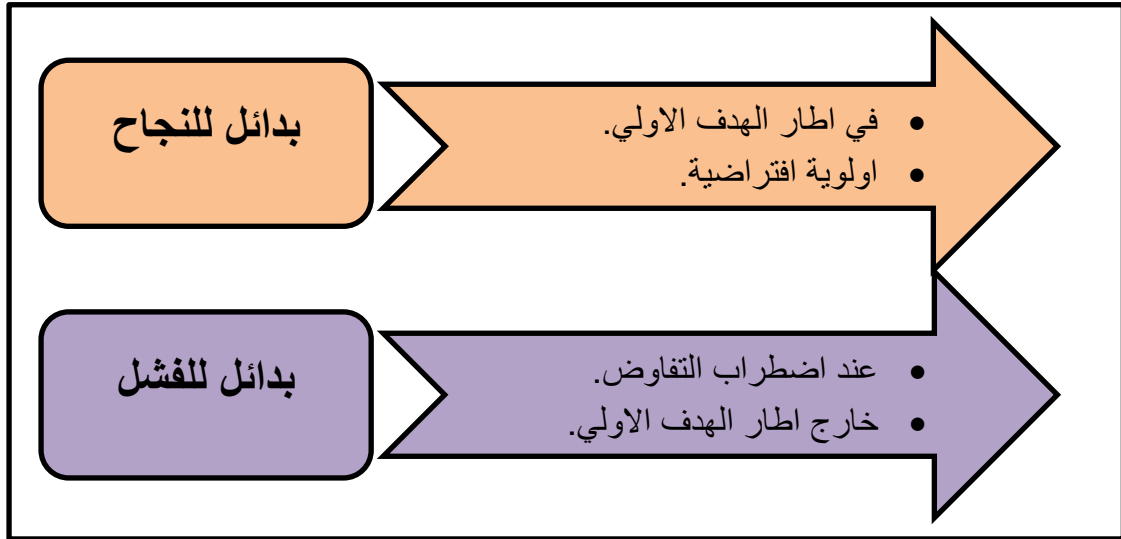 بدائل للنجاح
في اطار الهدف الاولي.
اولوية افتراضية.
بدائل للفشل
عند اضطراب التفاوض.
خارج اطار الهدف الاولي.